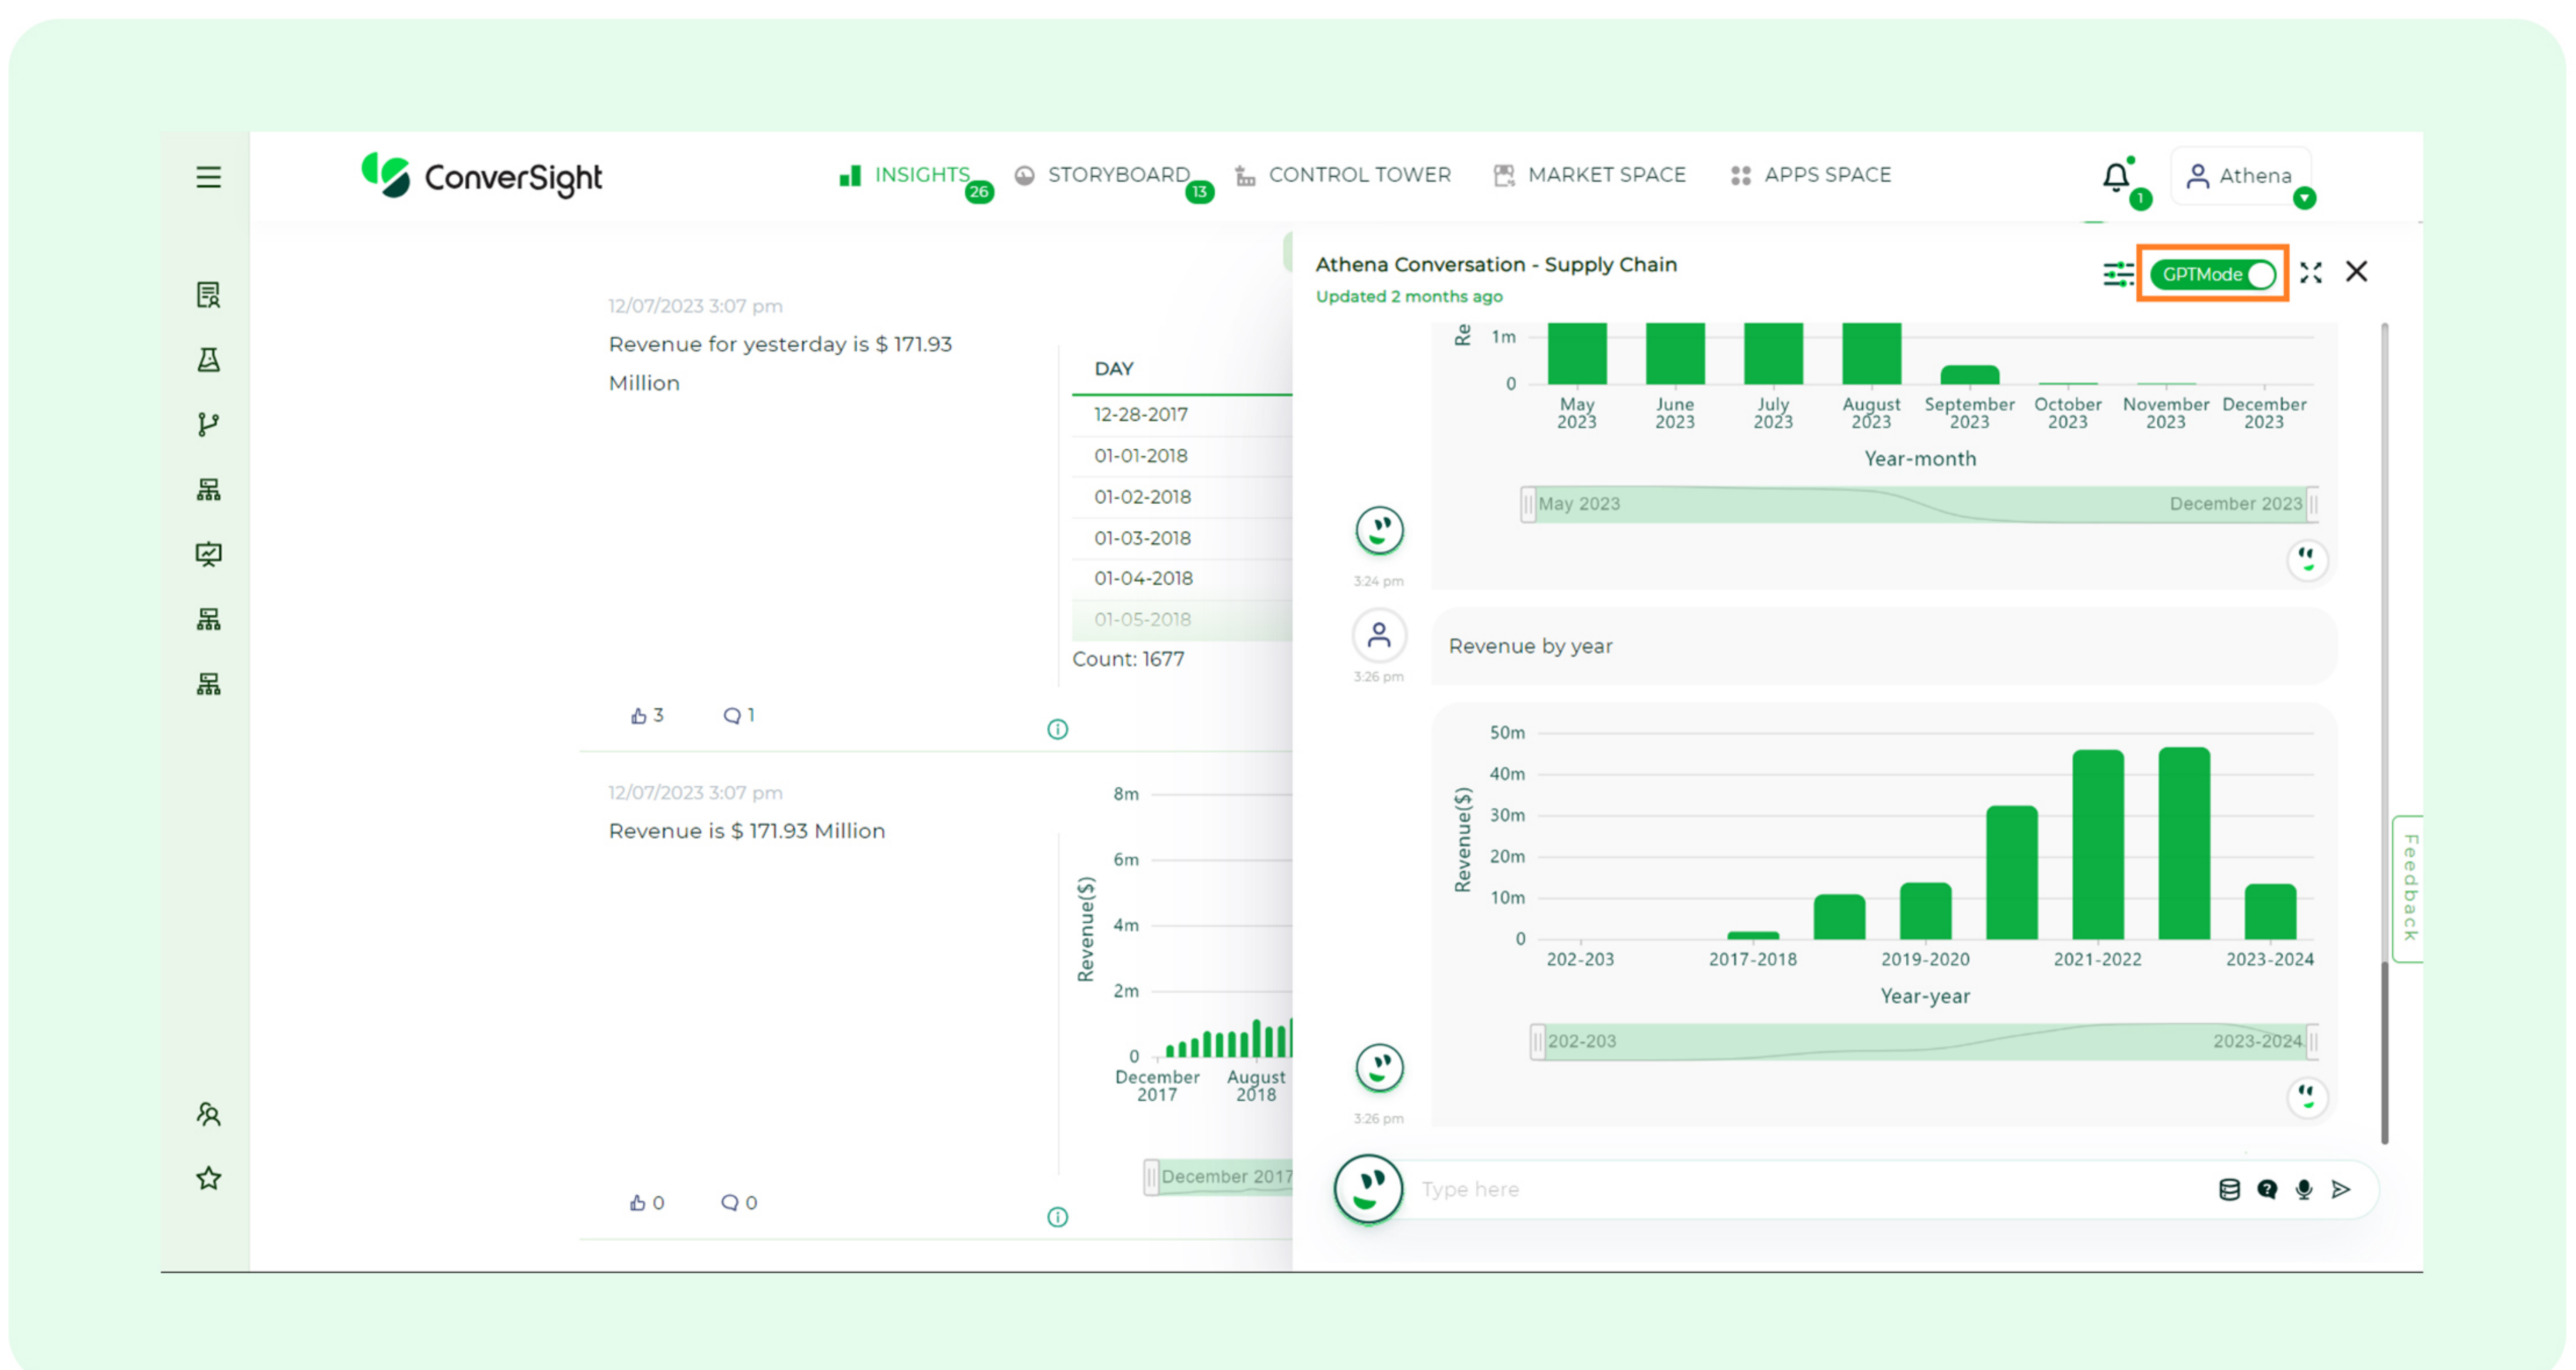 ConverSight
INSIGHTS
26
STORYBOARD
13
CONTROL TOWER
MARKET SPACE
APPS SPACE
1
Athena
12/07/2023 3:07 pm
Revenue for yesterday is $ 171.93
Million
DAY
12-28-2017
01-01-2018
01-02-2018
01-03-2018
01-04-2018
01-05-2018
Count: 1677
3
1
12/07/2023 3:07 pm
Revenue is $ 171.93 Million
8m
6m
4m
2m
0
Revenue($)
December
2017
August
2018
December 2017
0
0
Athena Conversation - Supply Chain
Updated 2 months ago
GPTMode
Re
1m
0
May
2023
June
2023
July
2023
August
2023
September
2023
October
2023
November
2023
December
2023
Year-month
May 2023
December 2023
3:24 pm
Revenue by year
3:26 pm
50m
40m
30m
20m
10m
0
Revenue($)
202-203
2017-2018
2019-2020
2021-2022
2023-2024
Year-year
202-203
2023-2024
3:26 pm
Type here
Feedback